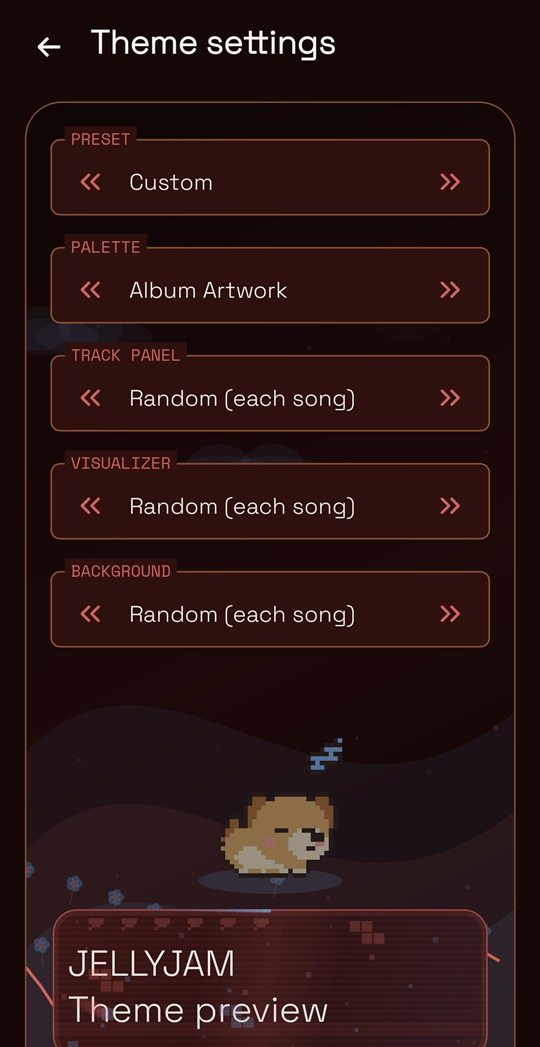 Theme settings
PRESET
Custom
PALETTE
Album Artwork
TRACK PANEL
Random (each song)
VISUALIZER
Random (each song)
BACKGROUND
Random (each song)
JELLYJAM
Theme preview